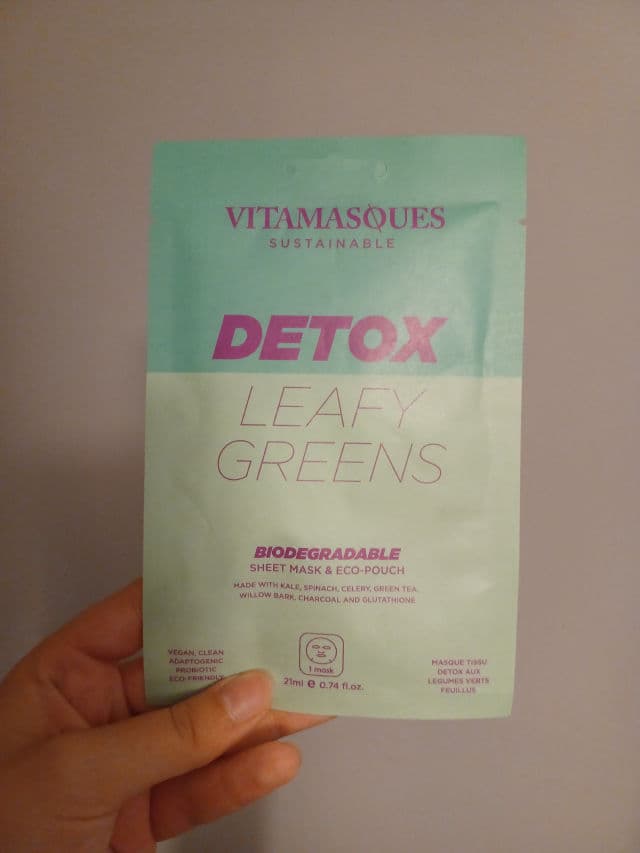 VITAMASQUES
SUSTAINABLE
DETOX
LEAFY
GREENS
BIODEGRADABLE
SHEET MASK & ECO-POUCH
MADE WITH KALE, SPINACH, CELERY, GREEN TEA,
WILLOW BARK, CHARCOAL AND GLUTATHIONE
VEGAN, CLEAN
ADAPTOGENIC
PROBIOTIC
ECO-FRIENDLY
1 mask
21ml e 0.74 fl.oz.
MASQUE TISSU
DETOX AUX
LEGUMES VERTS
FEUILLUS